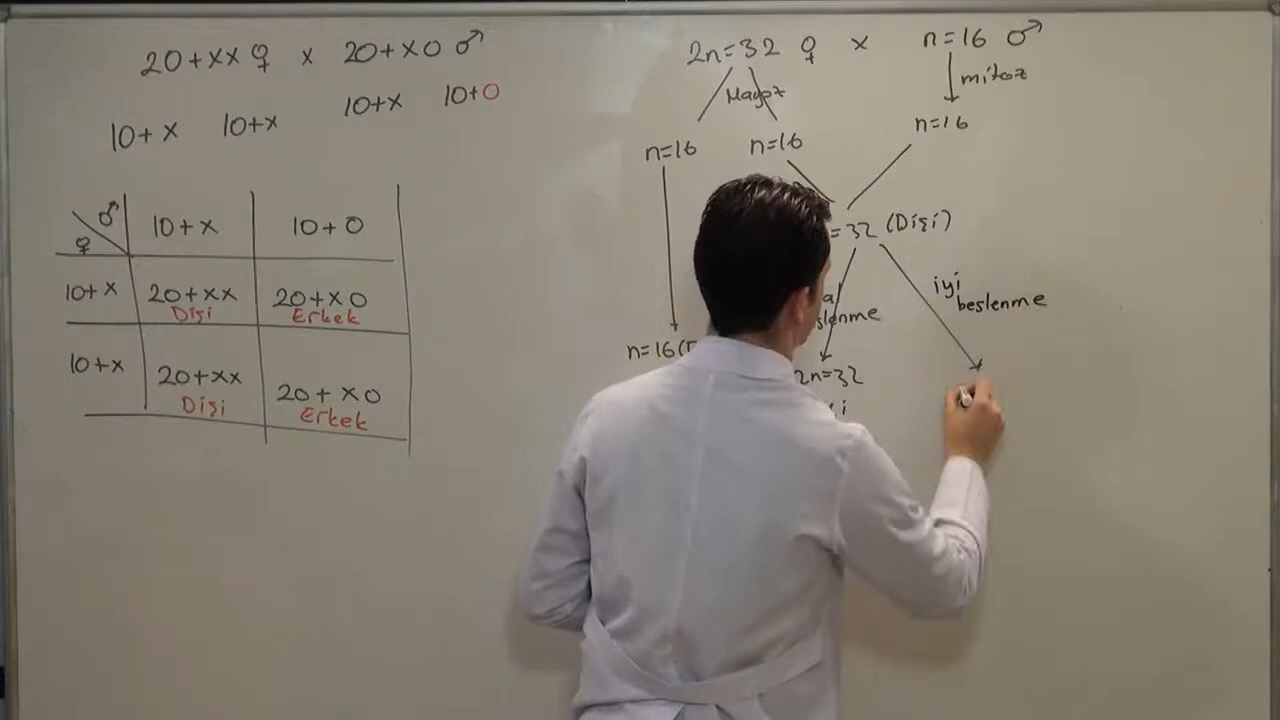 20+xx ♀ x 20+x0 ♂
10+x 10+x 10+x 10+0
♂ 10+x 10+0
♀
10+x 20+xx 20+x0
Dişi Erkek
10+x 20+xx 20+x0
Dişi Erkek
2n=32 ♀ x n=16 ♂
Mayoz mitoz
n=16 n=16 n=16
=32 (Dişi)
iyi
beslenme
n=16(
2n=32